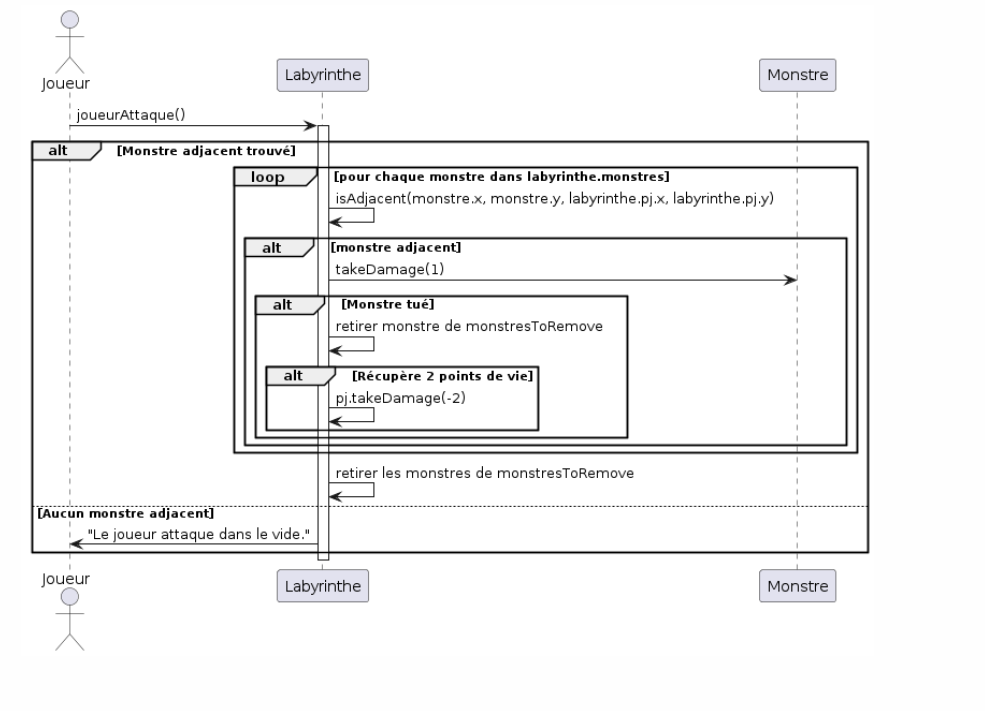 Joueur
Labyrinthe
Monstre
joueurAttaque()
alt [Monstre adjacent trouvé]
loop [pour chaque monstre dans labyrinthe.monstres]
isAdjacent(monstre.x, monstre.y, labyrinthe.pj.x, labyrinthe.pj.y)
alt [monstre adjacent]
takeDamage(1)
alt [Monstre tué]
retirer monstre de monstresToRemove
alt [Récupère 2 points de vie]
pj.takeDamage(-2)
retirer les monstres de monstresToRemove
[Aucun monstre adjacent]
"Le joueur attaque dans le vide."
Joueur
Labyrinthe
Monstre